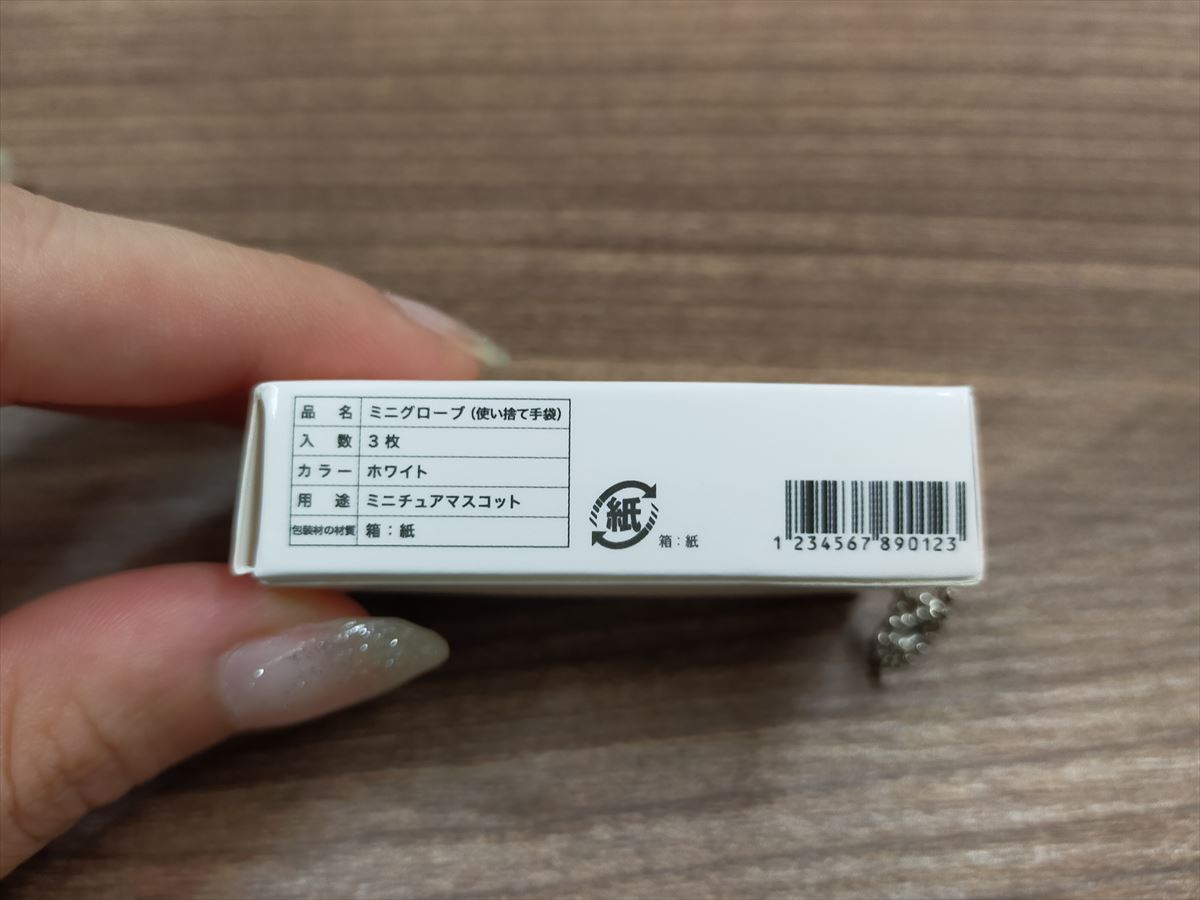 品名 ミニグローブ（使い捨て手袋）
入数 3枚
カラー ホワイト
用途 ミニチュアマスコット
包装材の材質 箱：紙
紙
箱：紙
1 234567 890123